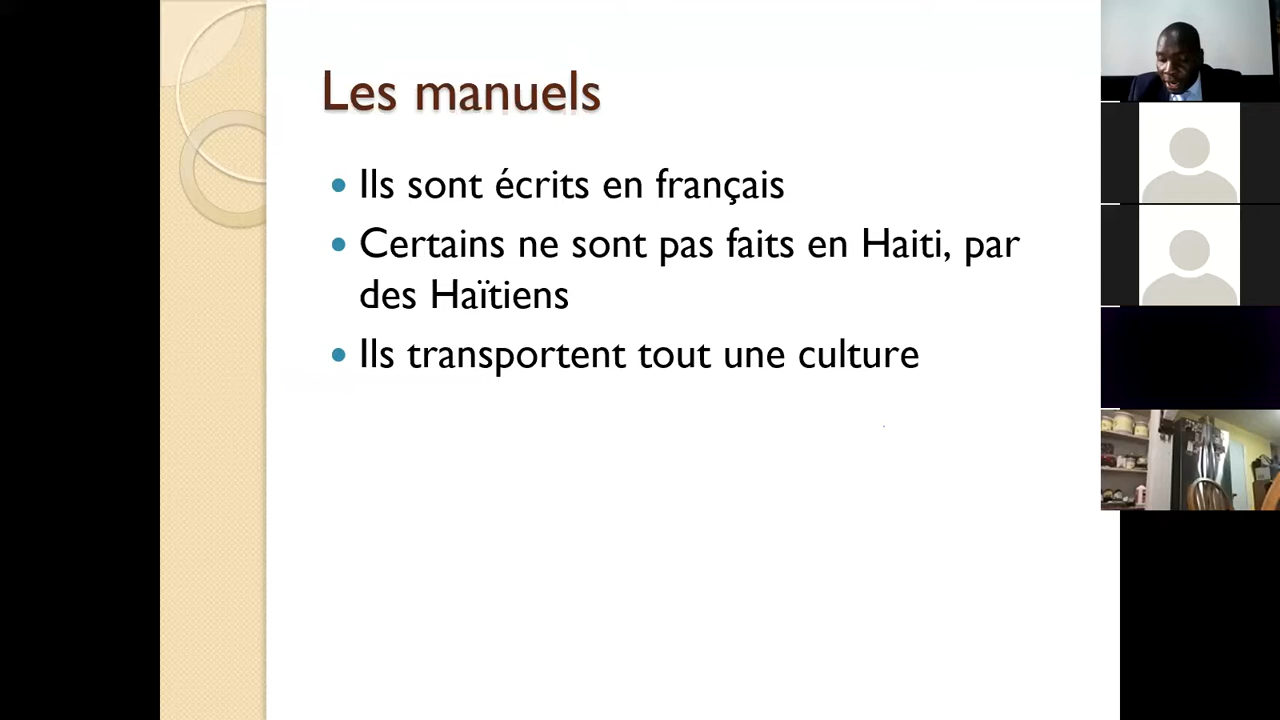 Les manuels
Ils sont écrits en français
Certains ne sont pas faits en Haiti, par
des Haïtiens
Ils transportent tout une culture